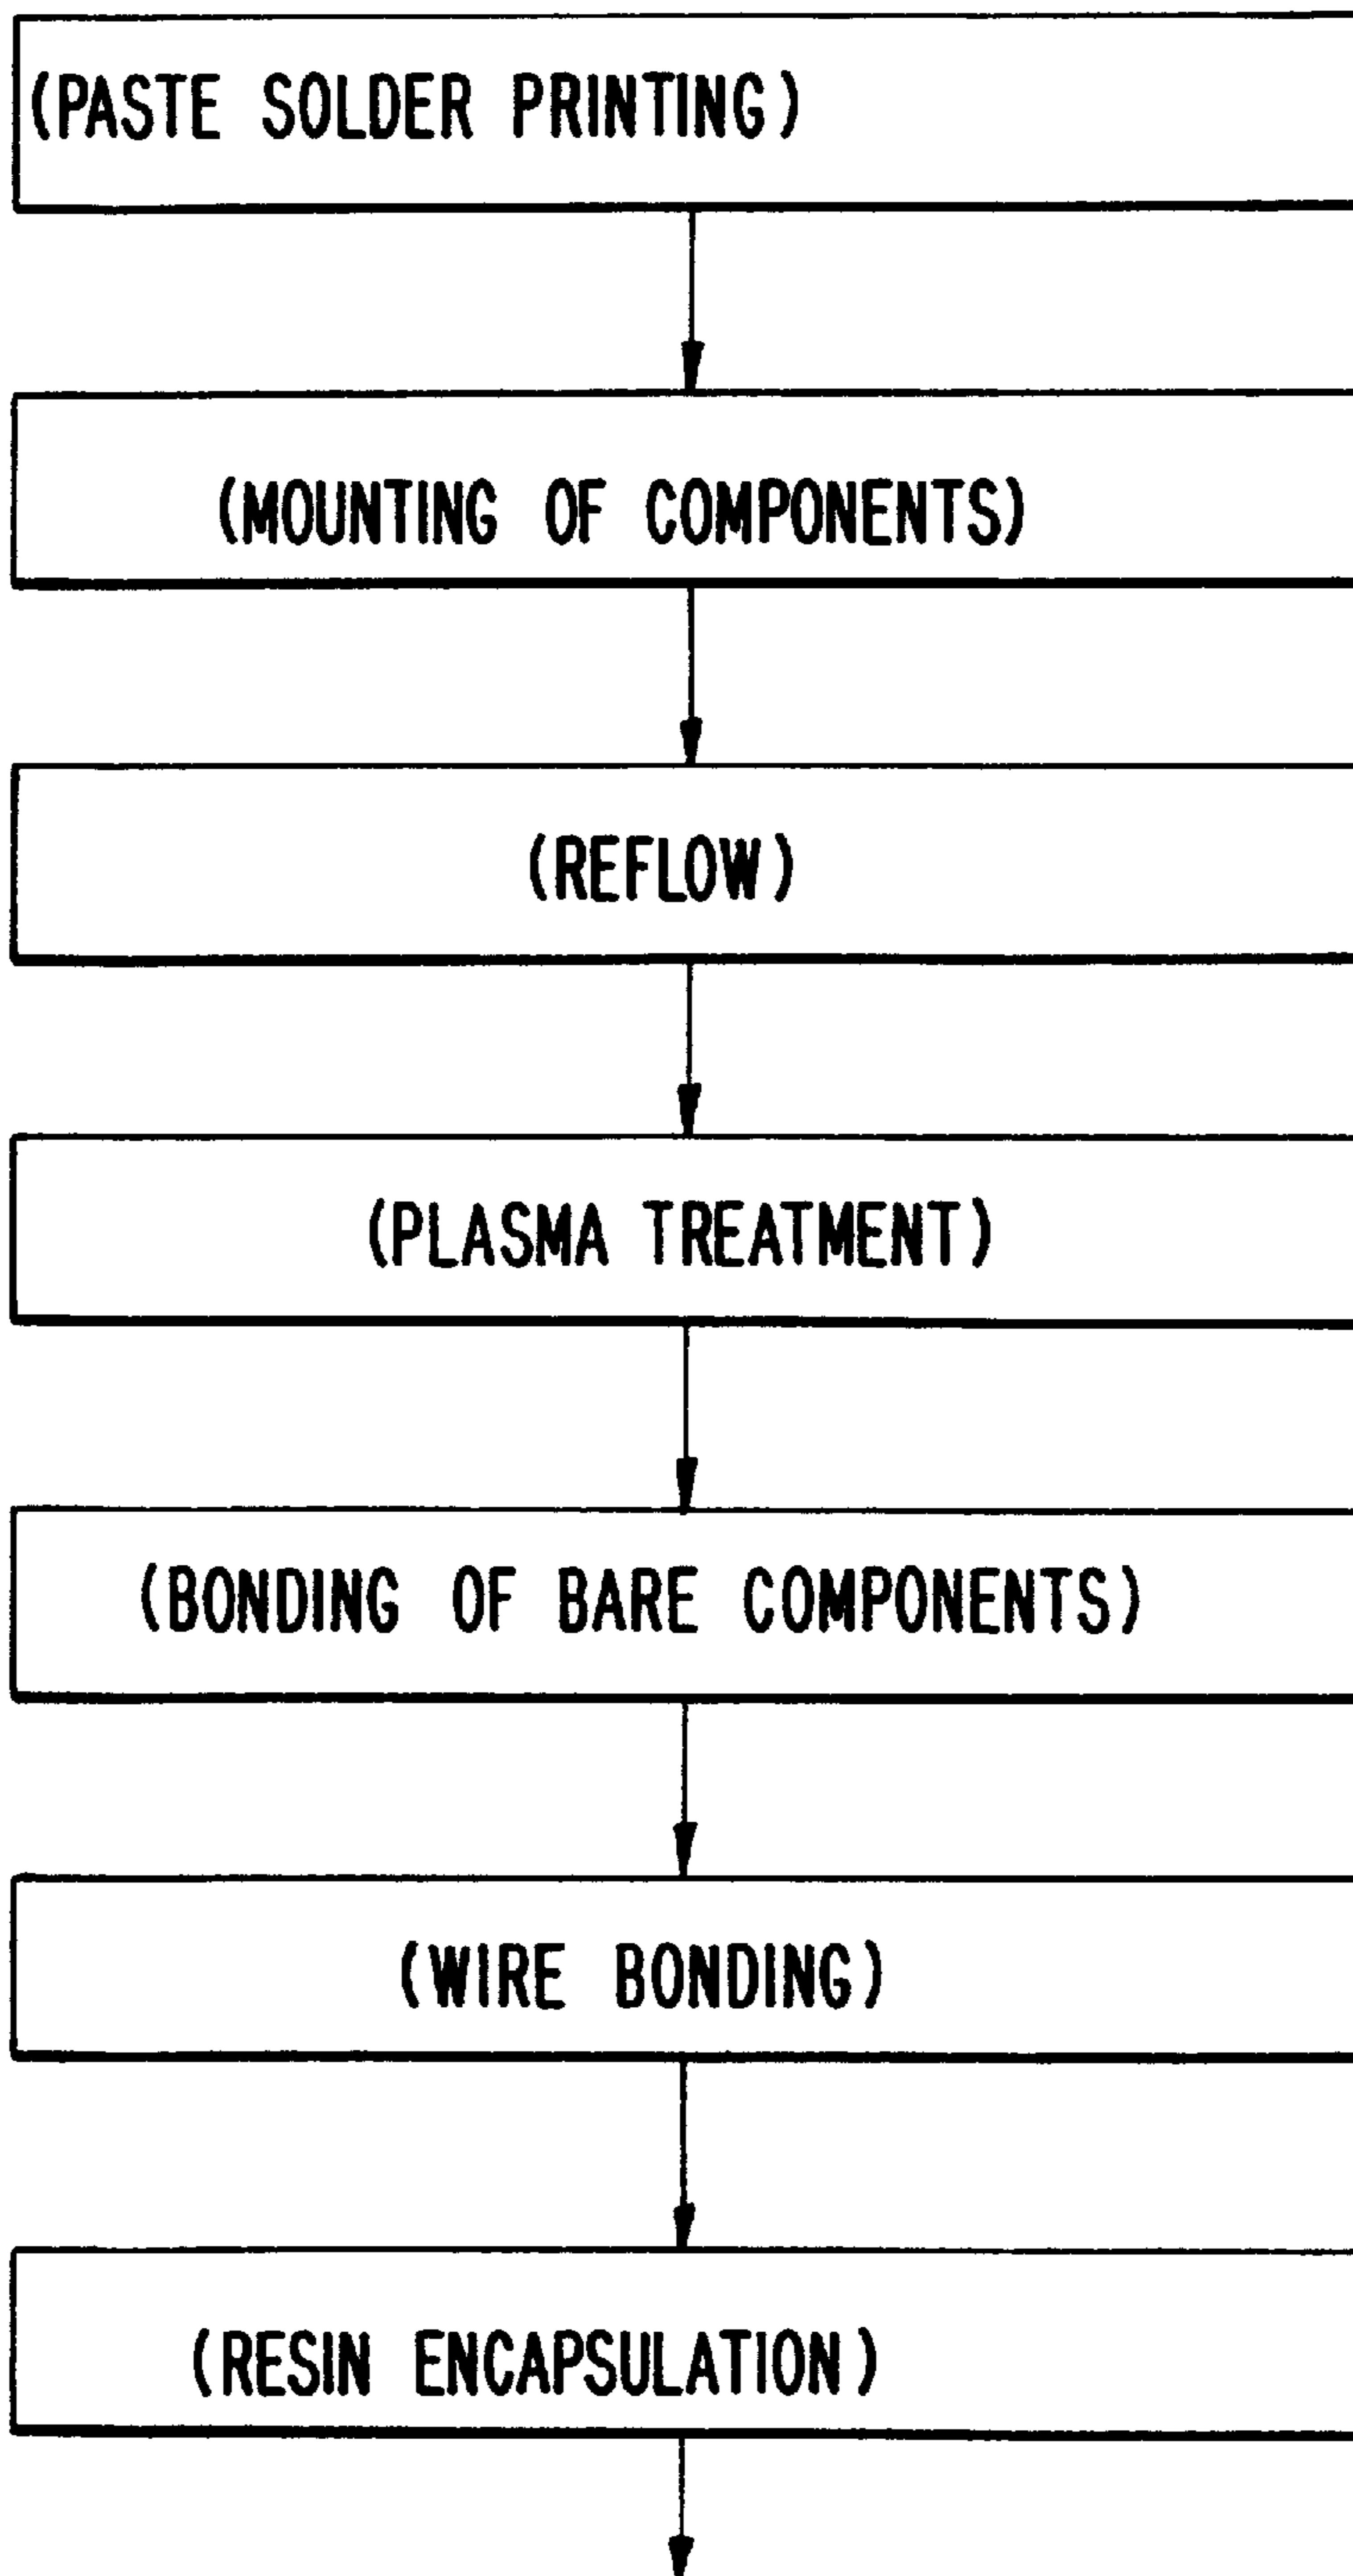 (PASTE SOLDER PRINTING)
(MOUNTING OF COMPONENTS)
(REFLOW)
(PLASMA TREATMENT)
(BONDING OF BARE COMPONENTS)
(WIRE BONDING)
(RESIN ENCAPSULATION)